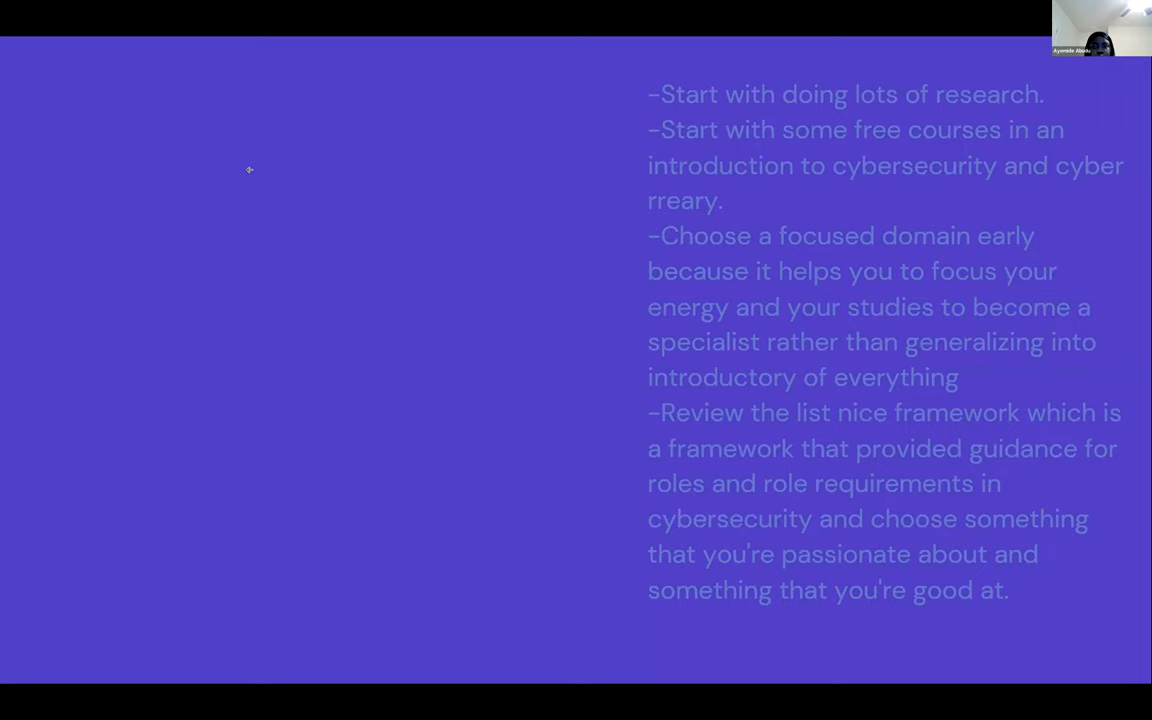 Ayomide Abudu
-Start with doing lots of research.
-Start with some free courses in an
introduction to cybersecurity and cyber
rreary.
-Choose a focused domain early
because it helps you to focus your
energy and your studies to become a
specialist rather than generalizing into
introductory of everything
-Review the list nice framework which is
a framework that provided guidance for
roles and role requirements in
cybersecurity and choose something
that you're passionate about and
something that you're good at.